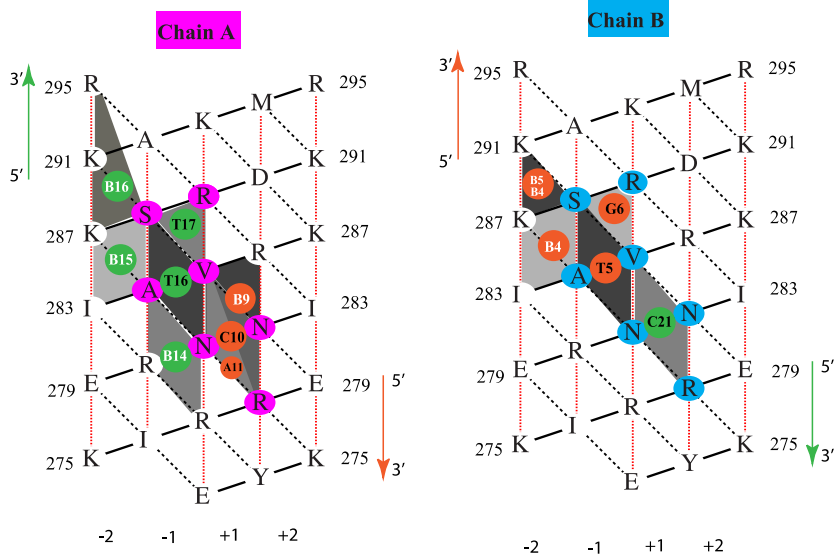 Chain A
Chain B
3′
295
R
M
R
295
A
K
5′
291
K
K
291
B16
S
R
D
T17
287
K
K
287
B15
V
R
T16
283
A
B9
283
I
N
N
I
C10
B14
R
A11
279
E
E
279
5′
R
R
275
K
I
K
275
3′
E
Y
-2
-1
+1
+2
3′
295
R
M
R
295
A
K
5′
291
K
K
291
B5
B4
S
R
D
G6
287
K
K
287
B4
V
R
T5
283
A
283
I
N
N
I
C21
R
279
E
E
279
5′
R
R
275
K
I
K
275
3′
E
Y
-2
-1
+1
+2